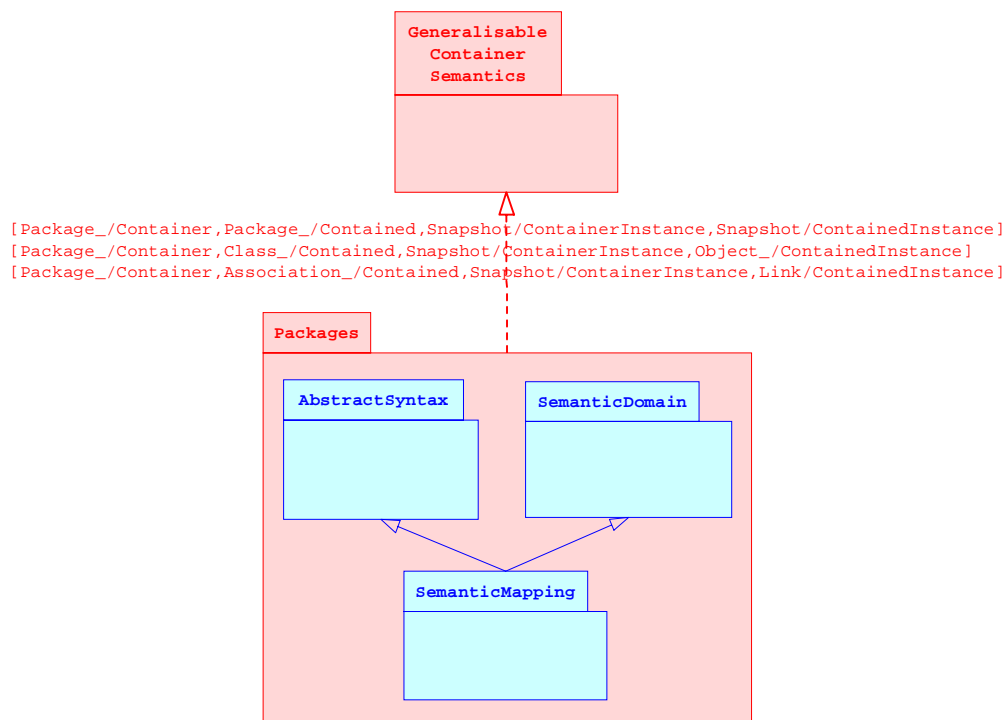 Generalisable
Container
Semantics
[Package_/Container,Package_/Contained,Snapshot/ContainerInstance,Snapshot/ContainedInstance]
[Package_/Container,Class_/Contained,Snapshot/ContainerInstance,Object_/ContainedInstance]
[Package_/Container,Association_/Contained,Snapshot/ContainerInstance,Link/ContainedInstance]
Packages
AbstractSyntax
SemanticDomain
SemanticMapping